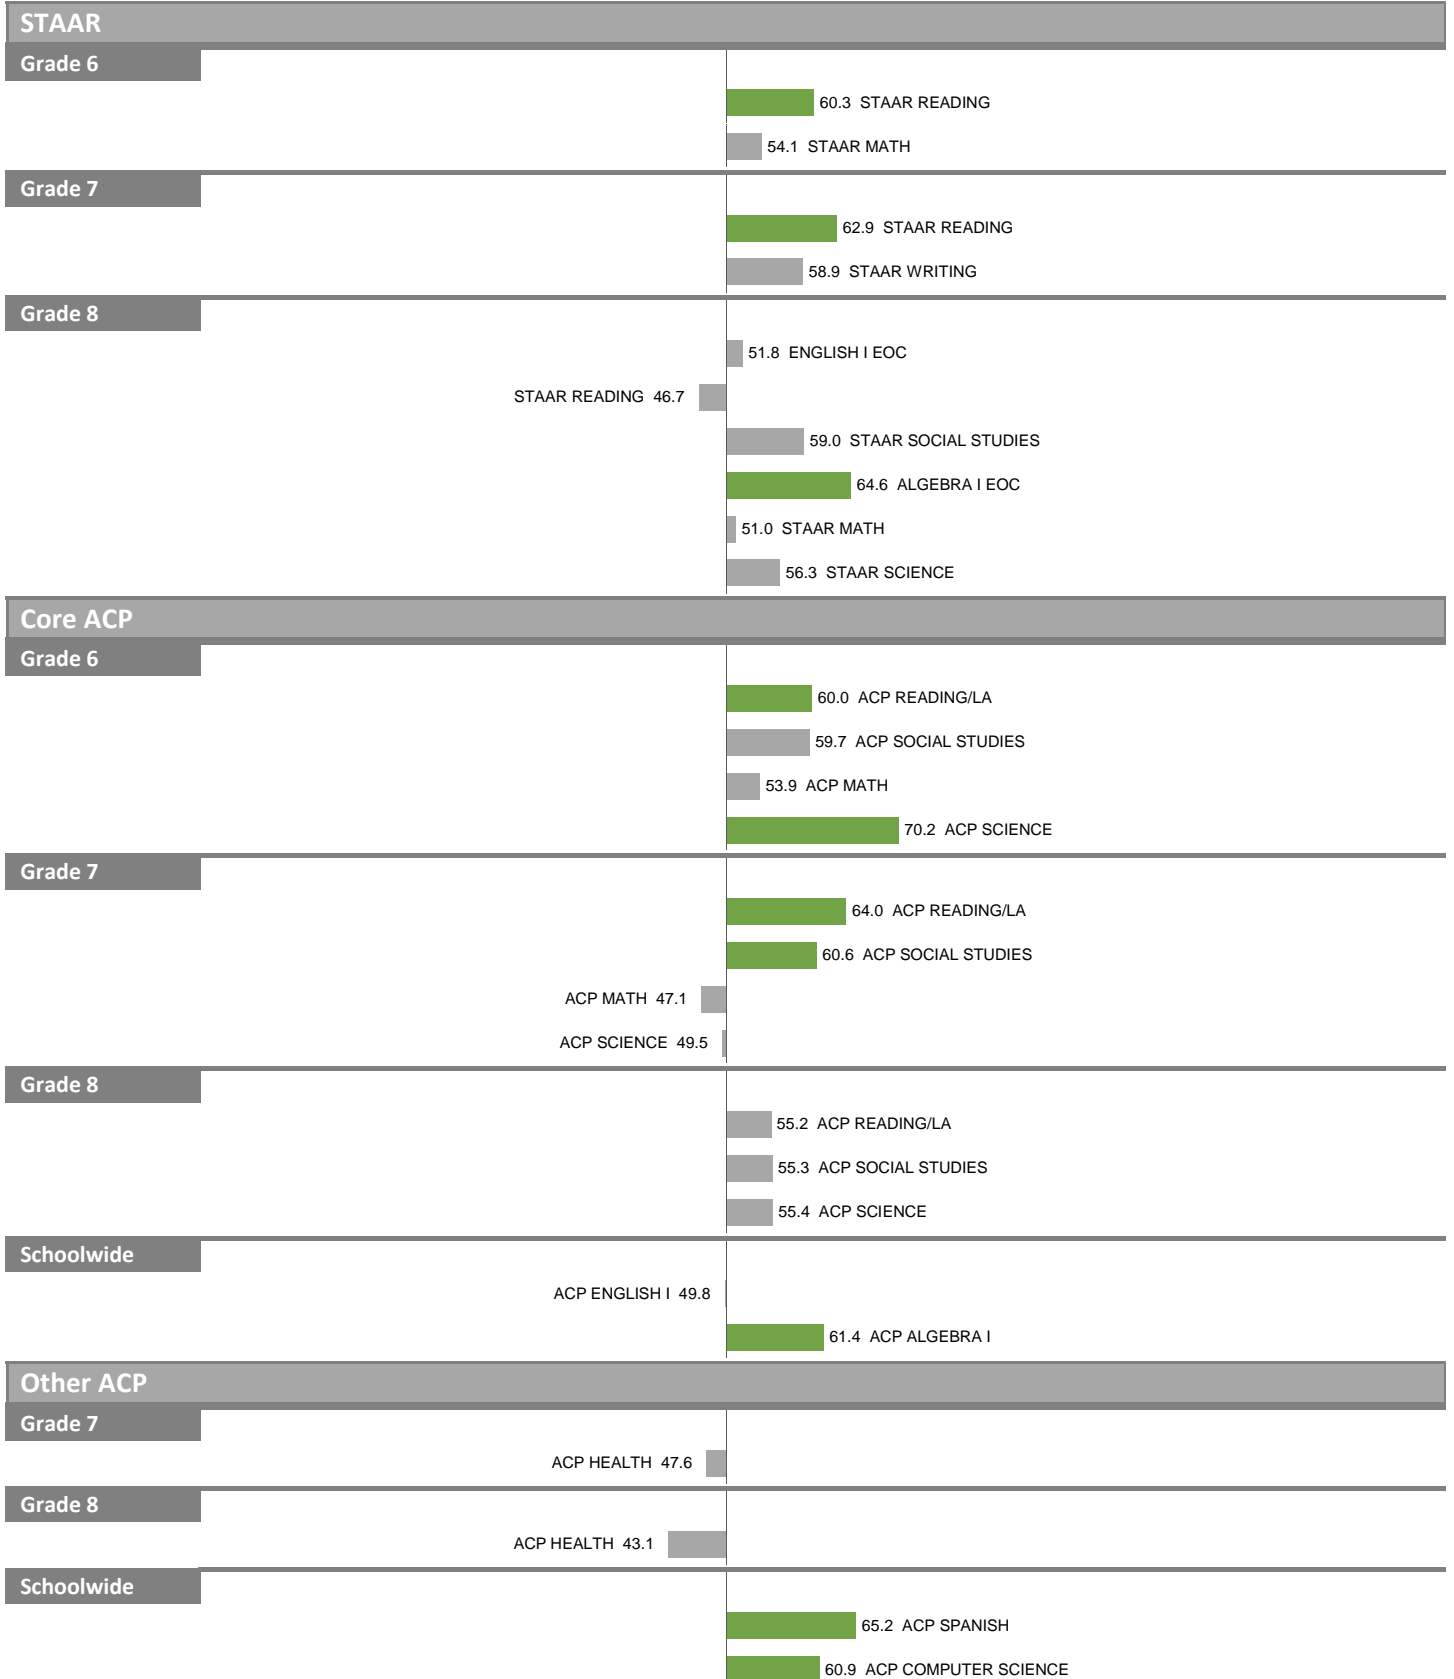 STAAR
Grade 6
60.3 STAAR READING
54.1 STAAR MATH
Grade 7
62.9 STAAR READING
58.9 STAAR WRITING
Grade 8
51.8 ENGLISH I EOC
STAAR READING 46.7
59.0 STAAR SOCIAL STUDIES
64.6 ALGEBRA I EOC
51.0 STAAR MATH
56.3 STAAR SCIENCE
Core ACP
Grade 6
60.0 ACP READING/LA
59.7 ACP SOCIAL STUDIES
53.9 ACP MATH
70.2 ACP SCIENCE
Grade 7
64.0 ACP READING/LA
60.6 ACP SOCIAL STUDIES
ACP MATH 47.1
ACP SCIENCE 49.5
Grade 8
55.2 ACP READING/LA
55.3 ACP SOCIAL STUDIES
55.4 ACP SCIENCE
Schoolwide
ACP ENGLISH I 49.8
61.4 ACP ALGEBRA I
Other ACP
Grade 7
ACP HEALTH 47.6
Grade 8
ACP HEALTH 43.1
Schoolwide
65.2 ACP SPANISH
60.9 ACP COMPUTER SCIENCE